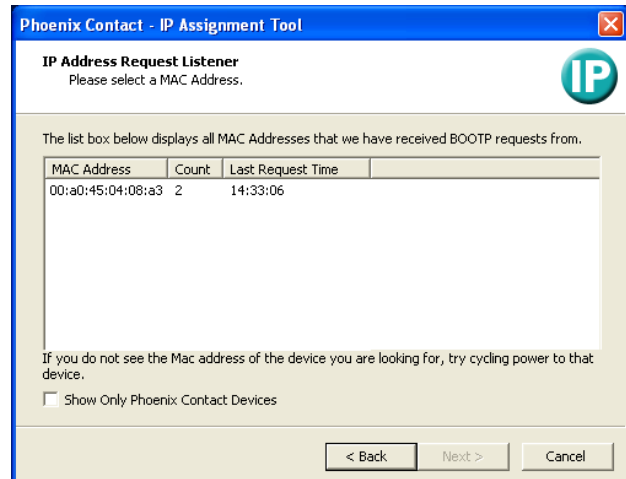 Phoenix Contact - IP Assignment Tool
IP Address Request Listener
Please select a MAC Address.
IP
The list box below displays all MAC Addresses that we have received BOOTP requests from.
MAC Address Count Last Request Time
00:a0:45:04:08:a3 2 14:33:06
If you do not see the Mac address of the device you are looking for, try cycling power to that
device.
Show Only Phoenix Contact Devices
< Back Next > Cancel